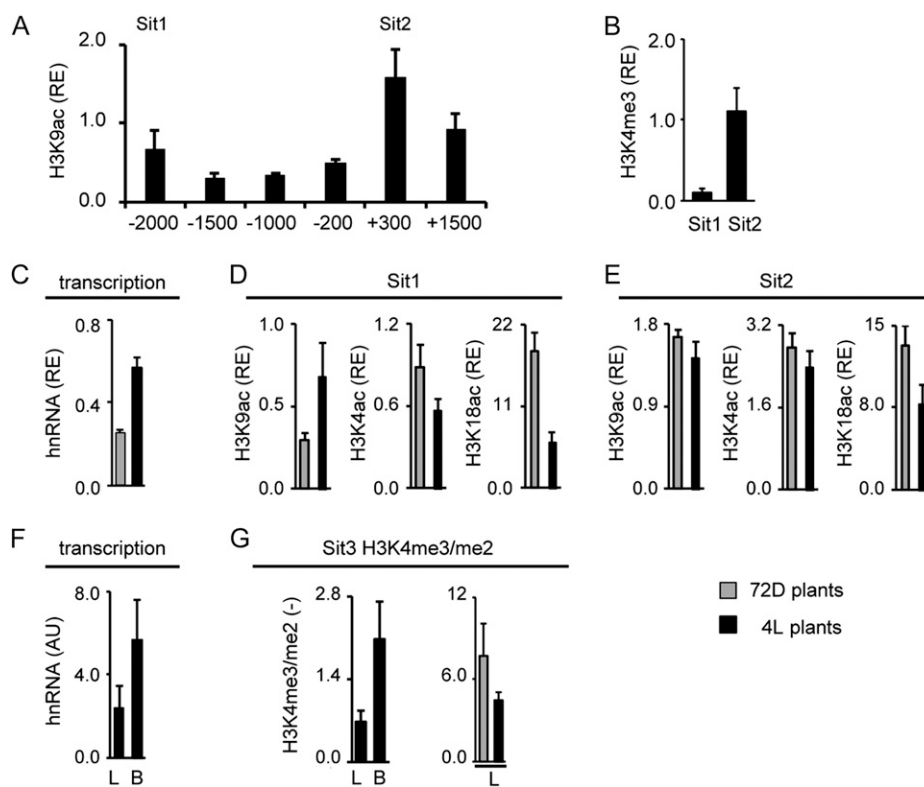 A
Sit1 Sit2
H3K9ac (RE)
2.0
1.0
0.0
-2000 -1500 -1000 -200 +300 +1500
B
H3K4me3 (RE)
2.0
1.0
0.0
Sit1 Sit2
C
transcription
hnRNA (RE)
0.8
0.4
0.0
D
Sit1
H3K9ac (RE)
1.0
0.5
0.0
H3K4ac (RE)
1.2
0.6
0.0
H3K18ac (RE)
22
11
0.0
E
Sit2
H3K9ac (RE)
1.8
0.9
0.0
H3K4ac (RE)
3.2
1.6
0.0
H3K18ac (RE)
15
8.0
0.0
F
transcription
hnRNA (AU)
8.0
4.0
0.0
L B
G
Sit3 H3K4me3/me2
H3K4me3/me2 (-)
2.8
1.4
0.0
L B
12
6.0
0.0
L
72D plants
4L plants